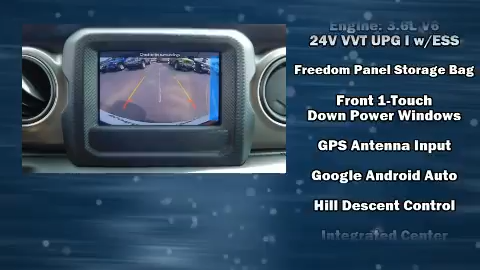 Engine: 3.6L V6
24V VVT UPG I w/ESS
Freedom Panel Storage Bag
Front 1-Touch
Down Power Windows
GPS Antenna Input
Google Android Auto
Hill Descent Control
Integrated Center